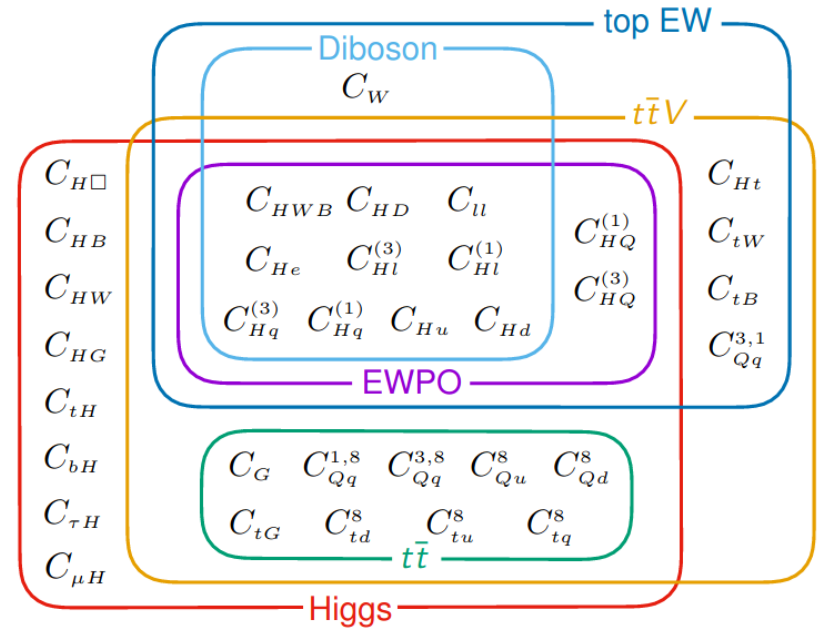 top EW
Diboson
C_W
tt̄V
C_{H□}
C_{HB}
C_{HW}
C_{HG}
C_{tH}
C_{bH}
C_{τH}
C_{μH}
C_{HWB} C_{HD} C_{ll}
C_{He} C_{Hl}^{(3)} C_{Hl}^{(1)}
C_{Hq}^{(3)} C_{Hq}^{(1)} C_{Hu} C_{Hd}
C_{HQ}^{(1)}
C_{HQ}^{(3)}
EWPO
C_{Ht}
C_{tW}
C_{tB}
C_{Qq}^{3,1}
C_G C_{Qq}^{1,8} C_{Qq}^{3,8} C_{Qu}^{8} C_{Qd}^{8}
C_{tG} C_{td}^{8} C_{tu}^{8} C_{tq}^{8}
tt̄
Higgs